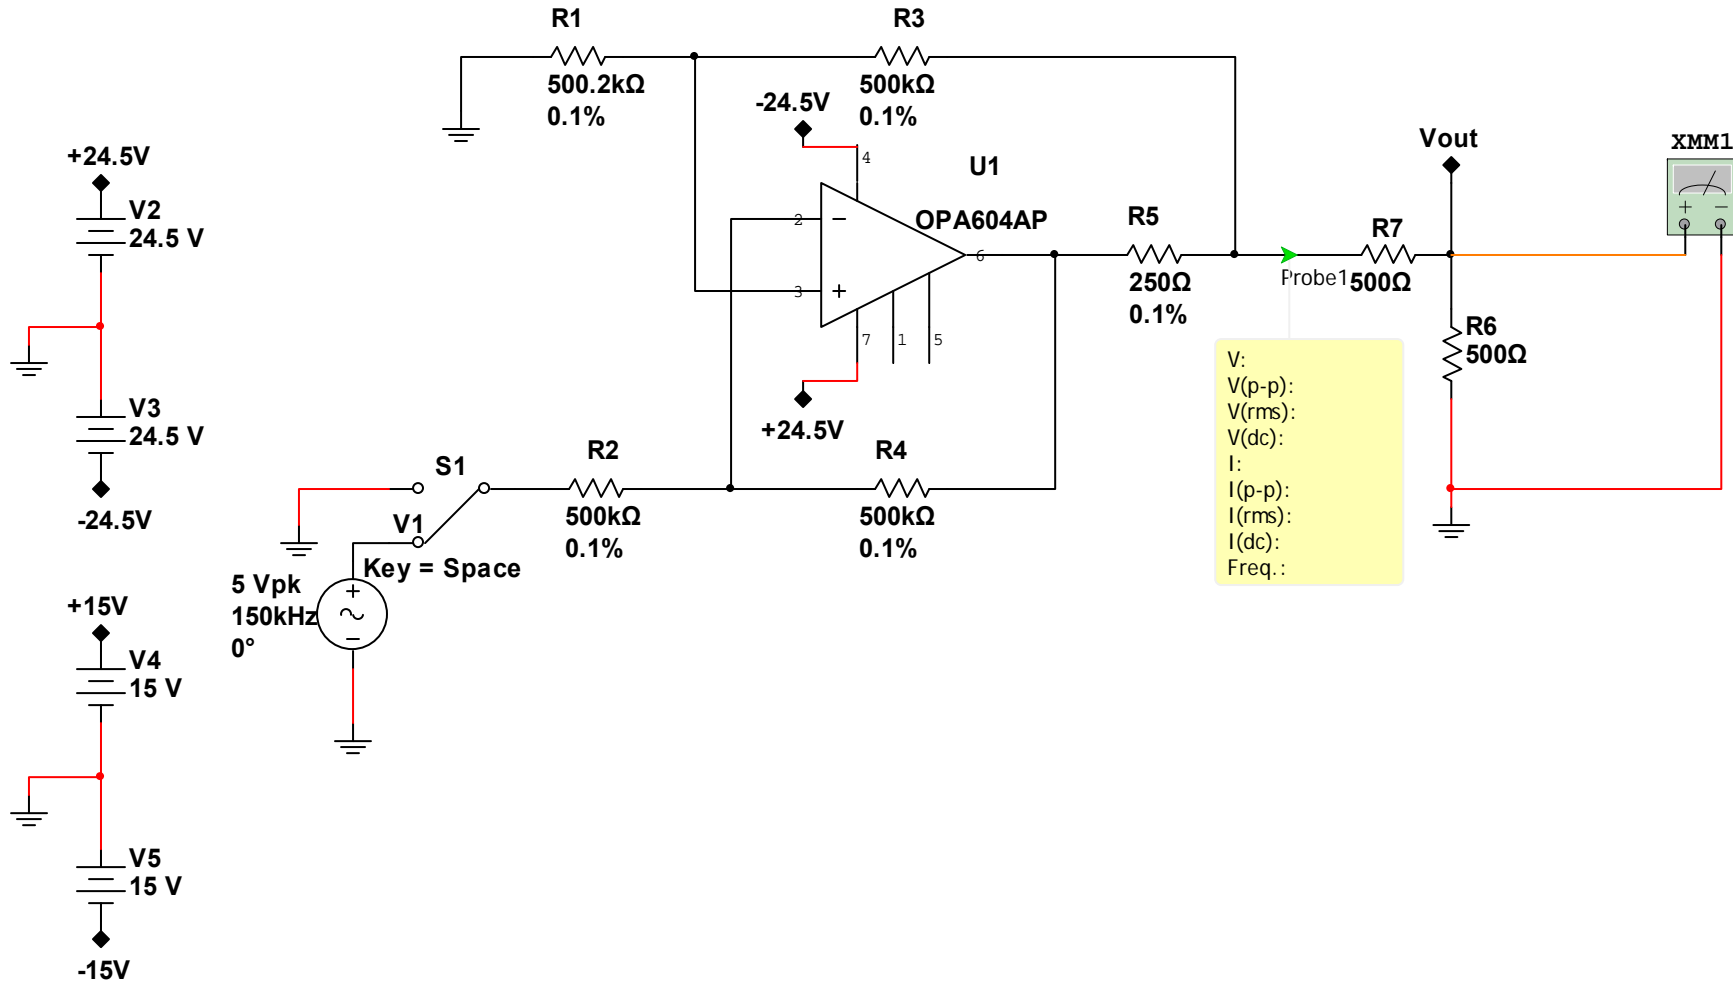 R1
500.2kΩ
0.1%
R3
500kΩ
0.1%
-24.5V
4
U1
OPA604AP
2
3
6
7
1
5
+24.5V
R5
250Ω
0.1%
Probe1
R7
500Ω
Vout
XMM1
R6
500Ω
V:
V(p-p):
V(rms):
V(dc):
I:
I(p-p):
I(rms):
I(dc):
Freq.:
+24.5V
V2
24.5 V
V3
24.5 V
-24.5V
S1
V1
Key = Space
5 Vpk
150kHz
0°
R2
500kΩ
0.1%
R4
500kΩ
0.1%
+15V
V4
15 V
V5
15 V
-15V